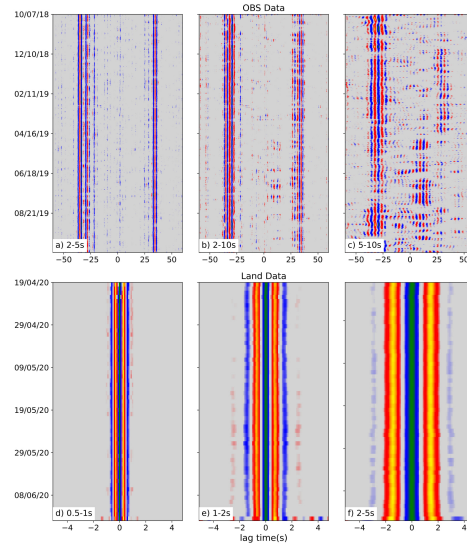 OBS Data
10/07/18
12/10/18
02/11/19
04/16/19
06/18/19
08/21/19
a) 2-5s
b) 2-10s
c) 5-10s
−50 −25 0 25 50
−50 −25 0 25 50
−50 −25 0 25 50
Land Data
19/04/20
29/04/20
09/05/20
19/05/20
29/05/20
08/06/20
d) 0.5-1s
e) 1-2s
f) 2-5s
−4 −2 0 2 4
−4 −2 0 2 4
−4 −2 0 2 4
lag time(s)